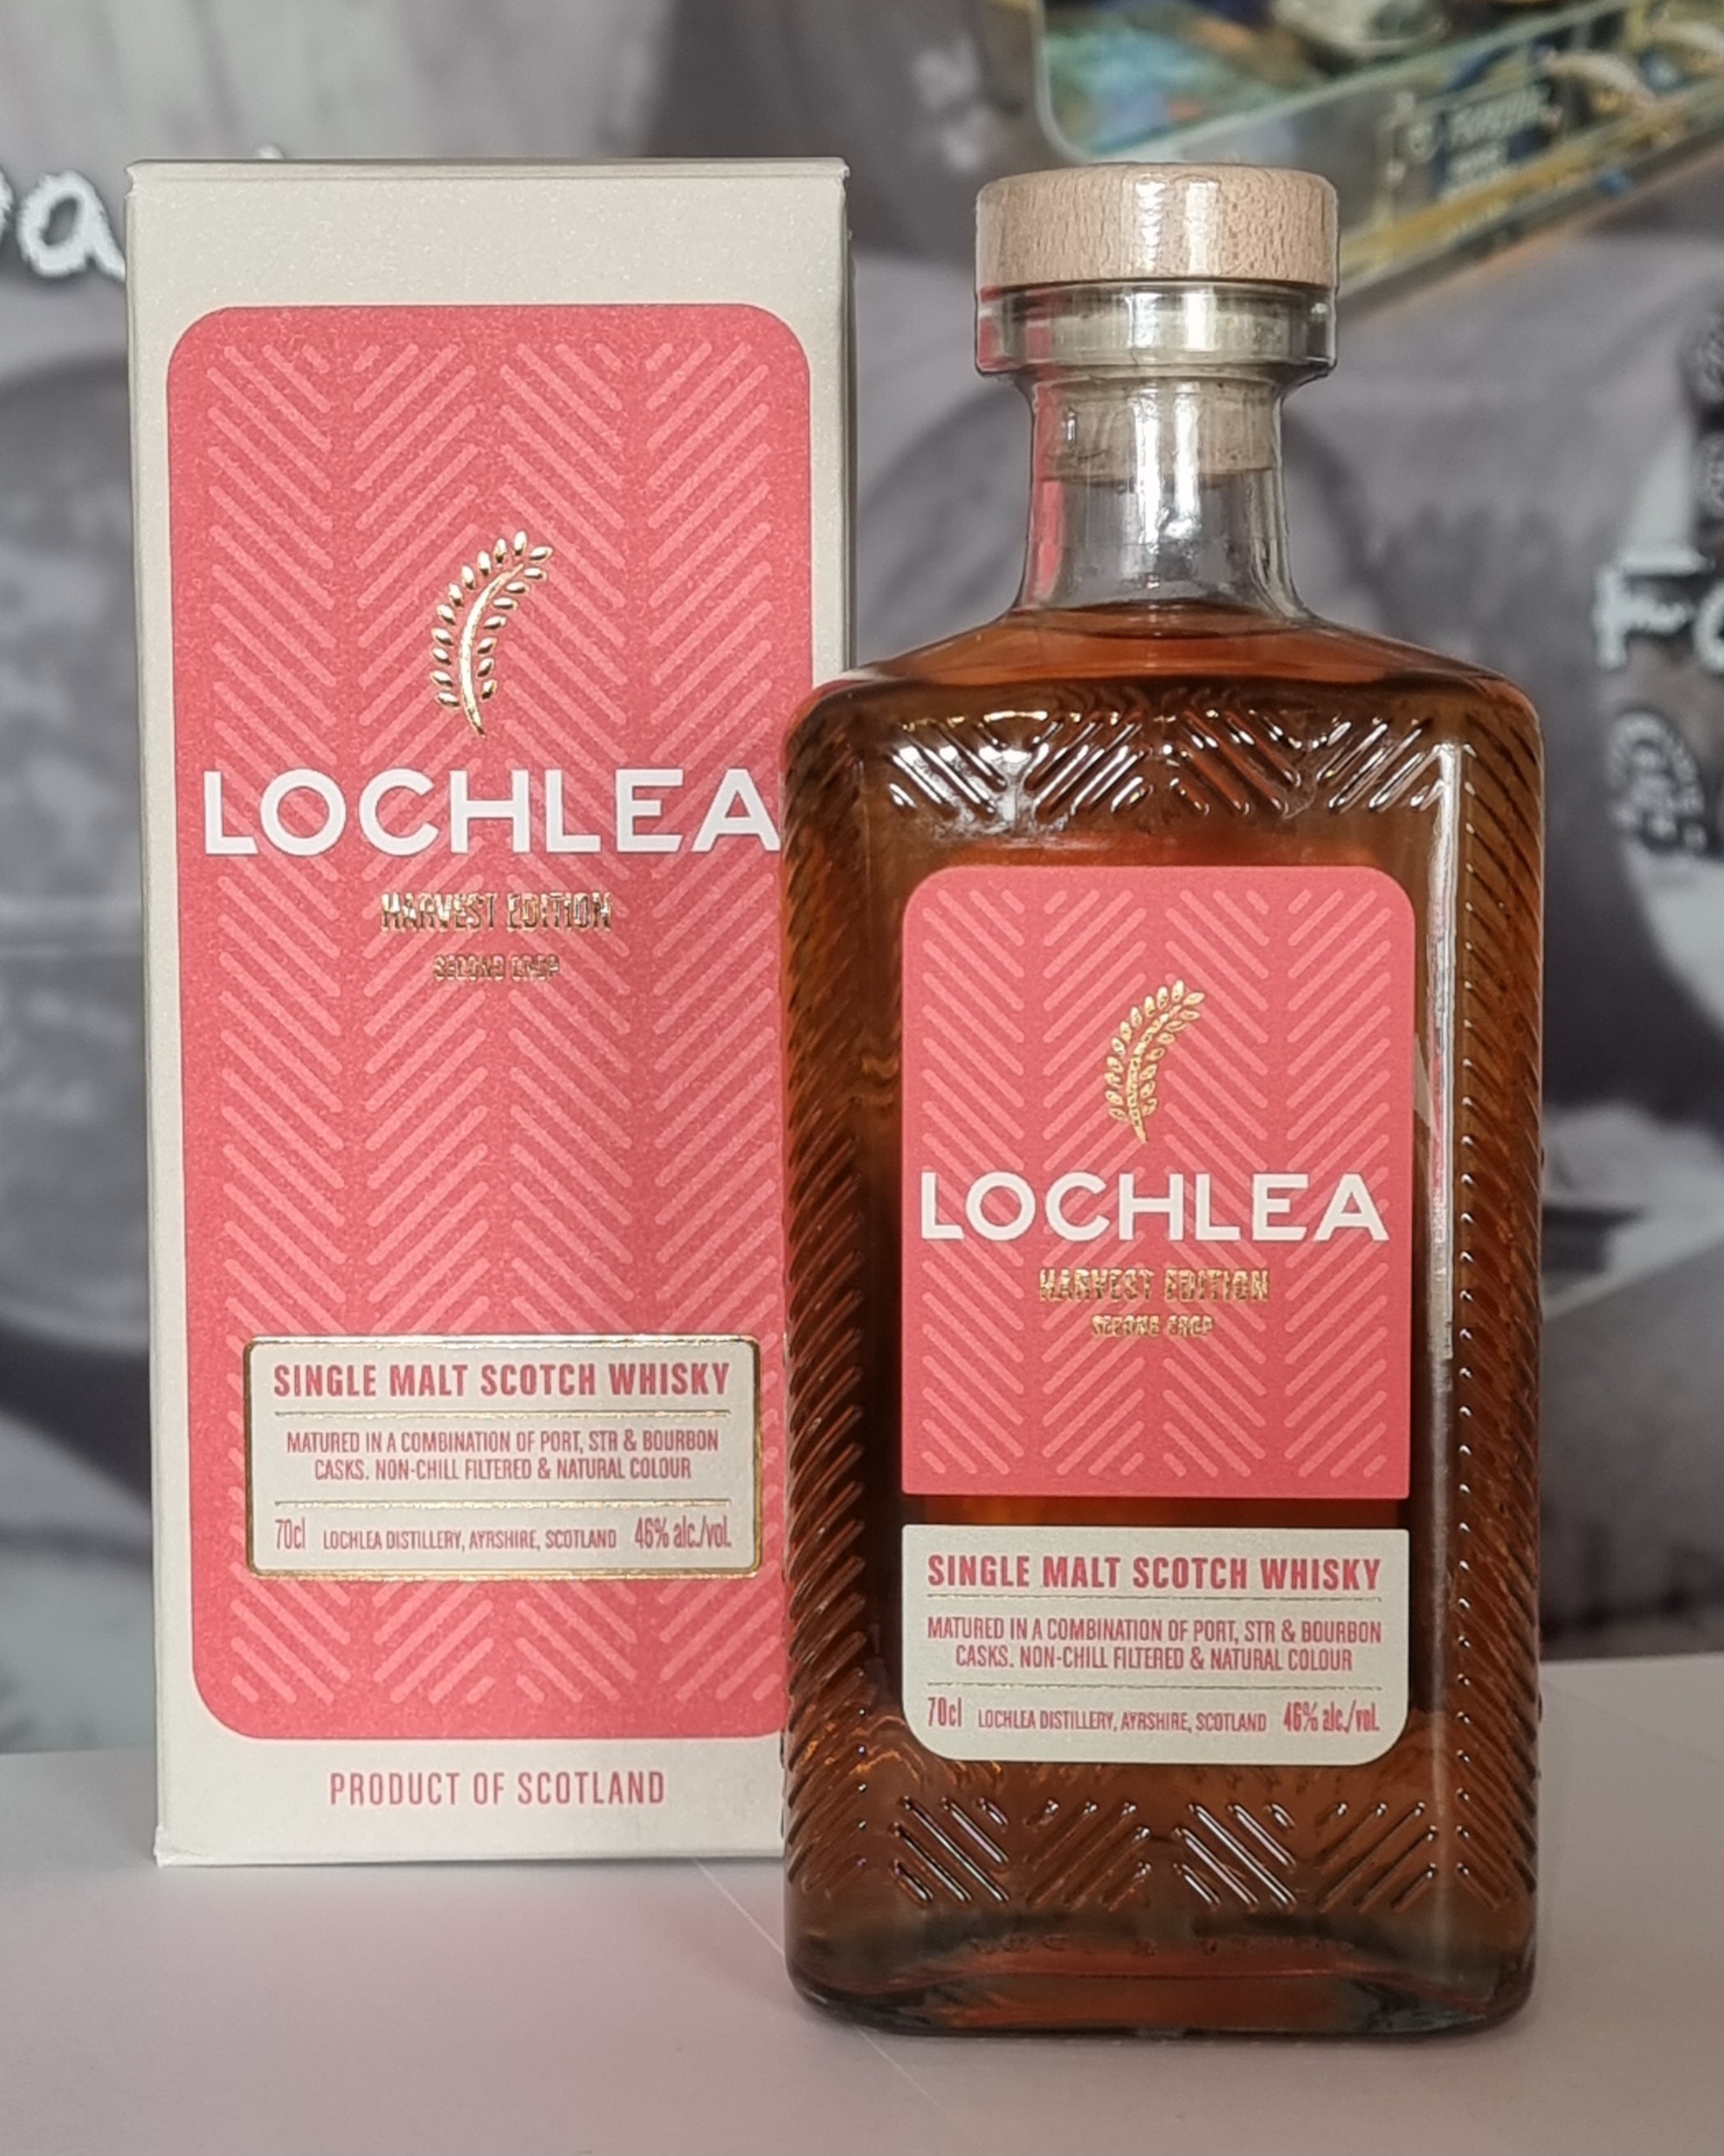 LOCHLEA
HARVEST EDITION
SECOND CROP
SINGLE MALT SCOTCH WHISKY
MATURED IN A COMBINATION OF PORT, STR & BOURBON
CASKS. NON-CHILL FILTERED & NATURAL COLOUR
70cl LOCHLEA DISTILLERY, AYRSHIRE, SCOTLAND 46% alc./vol.
PRODUCT OF SCOTLAND
LOCHLEA
HARVEST EDITION
SECOND CROP
SINGLE MALT SCOTCH WHISKY
MATURED IN A COMBINATION OF PORT, STR & BOURBON
CASKS. NON-CHILL FILTERED & NATURAL COLOUR
70cl LOCHLEA DISTILLERY, AYRSHIRE, SCOTLAND 46% alc./vol.